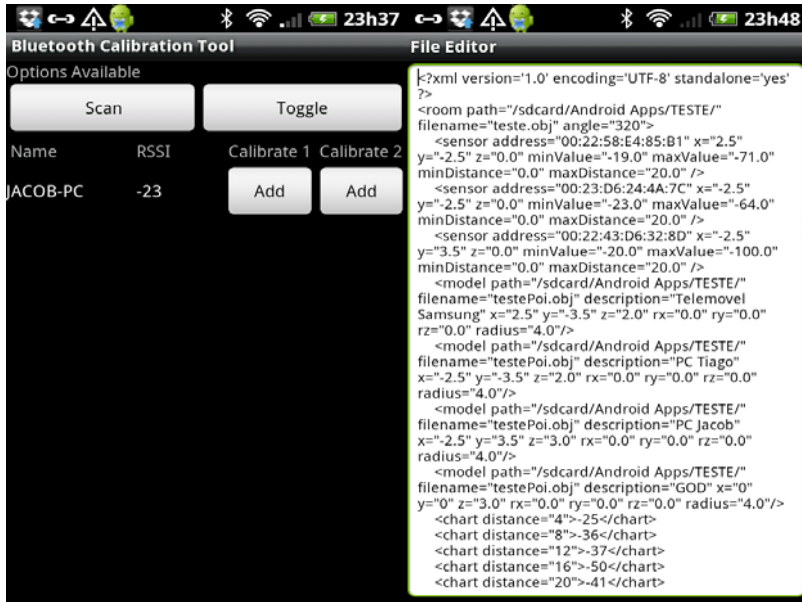 23h37
Bluetooth Calibration Tool
Options Available
Scan
Toggle
Name RSSI Calibrate 1 Calibrate 2
JACOB-PC -23 Add Add
23h48
File Editor
<?xml version='1.0' encoding='UTF-8' standalone='yes'
?>
<room path="/sdcard/Android Apps/TESTE/"
filename="teste.obj" angle="320">
<sensor address="00:22:58:E4:85:B1" x="2.5"
y="-2.5" z="0.0" minValue="-19.0" maxValue="-71.0"
minDistance="0.0" maxDistance="20.0" />
<sensor address="00:23:D6:24:4A:7C" x="-2.5"
y="-2.5" z="0.0" minValue="-23.0" maxValue="-64.0"
minDistance="0.0" maxDistance="20.0" />
<sensor address="00:22:43:D6:32:8D" x="-2.5"
y="3.5" z="0.0" minValue="-20.0" maxValue="-100.0"
minDistance="0.0" maxDistance="20.0" />
<model path="/sdcard/Android Apps/TESTE/"
filename="testePoi.obj" description="Telemovel
Samsung" x="2.5" y="-3.5" z="2.0" rx="0.0" ry="0.0"
rz="0.0" radius="4.0"/>
<model path="/sdcard/Android Apps/TESTE/"
filename="testePoi.obj" description="PC Tiago"
x="-2.5" y="-3.5" z="2.0" rx="0.0" ry="0.0" rz="0.0"
radius="4.0"/>
<model path="/sdcard/Android Apps/TESTE/"
filename="testePoi.obj" description="PC Jacob"
x="-2.5" y="3.5" z="3.0" rx="0.0" ry="0.0" rz="0.0"
radius="4.0"/>
<model path="/sdcard/Android Apps/TESTE/"
filename="testePoi.obj" description="GOD" x="0"
y="0" z="3.0" rx="0.0" ry="0.0" rz="0.0" radius="4.0"/>
<chart distance="4">-25</chart>
<chart distance="8">-36</chart>
<chart distance="12">-37</chart>
<chart distance="16">-50</chart>
<chart distance="20">-41</chart>